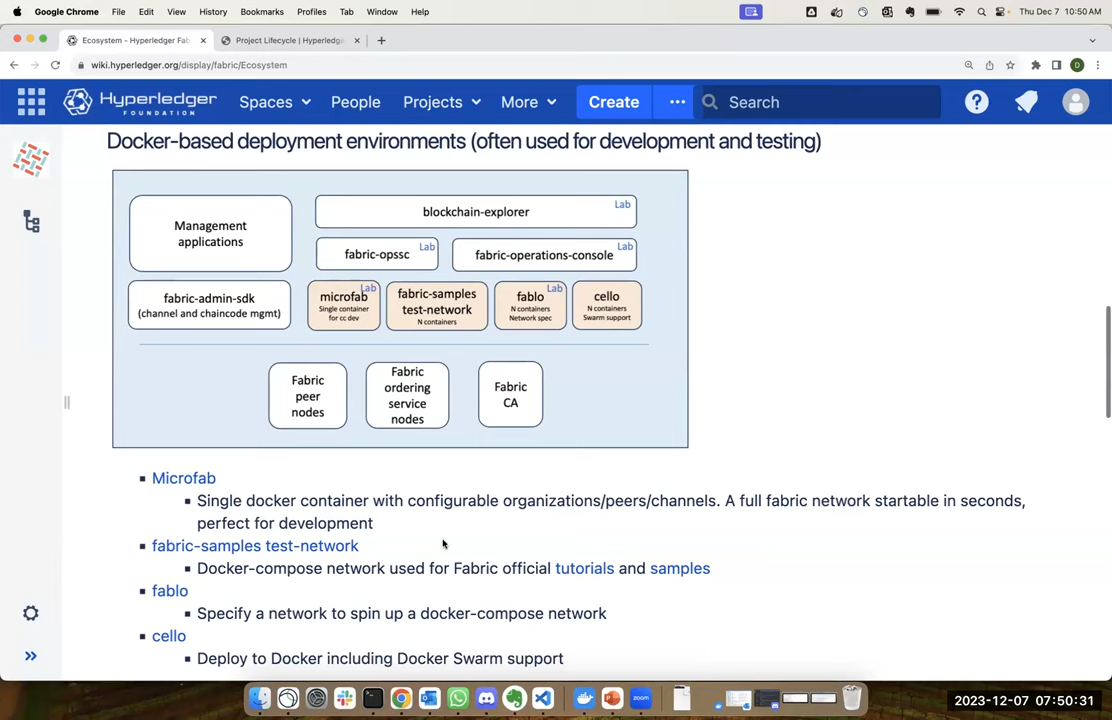 Google Chrome File Edit View History Bookmarks Profiles Tab Window Help Thu Dec 7 10:50 AM
Ecosystem - Hyperledger Fab
Project Lifecycle | Hyperledge
wiki.hyperledger.org/display/fabric/Ecosystem
HYPERLEDGER
FOUNDATION
Spaces People Projects More Create ••• Search
Docker-based deployment environments (often used for development and testing)
Management
applications
blockchain-explorer Lab
fabric-opssc Lab
fabric-operations-console Lab
fabric-admin-sdk
(channel and chaincode mgmt)
microfab Lab
Single container
for cc dev
fabric-samples
test-network
N containers
fablo Lab
N containers
Network spec
cello
N containers
Swarm support
Fabric
peer
nodes
Fabric
ordering
service
nodes
Fabric
CA
▪ Microfab
▪ Single docker container with configurable organizations/peers/channels. A full fabric network startable in seconds,
perfect for development
▪ fabric-samples test-network
▪ Docker-compose network used for Fabric official tutorials and samples
▪ fablo
▪ Specify a network to spin up a docker-compose network
▪ cello
▪ Deploy to Docker including Docker Swarm support
zoom
2023-12-07 07:50:31